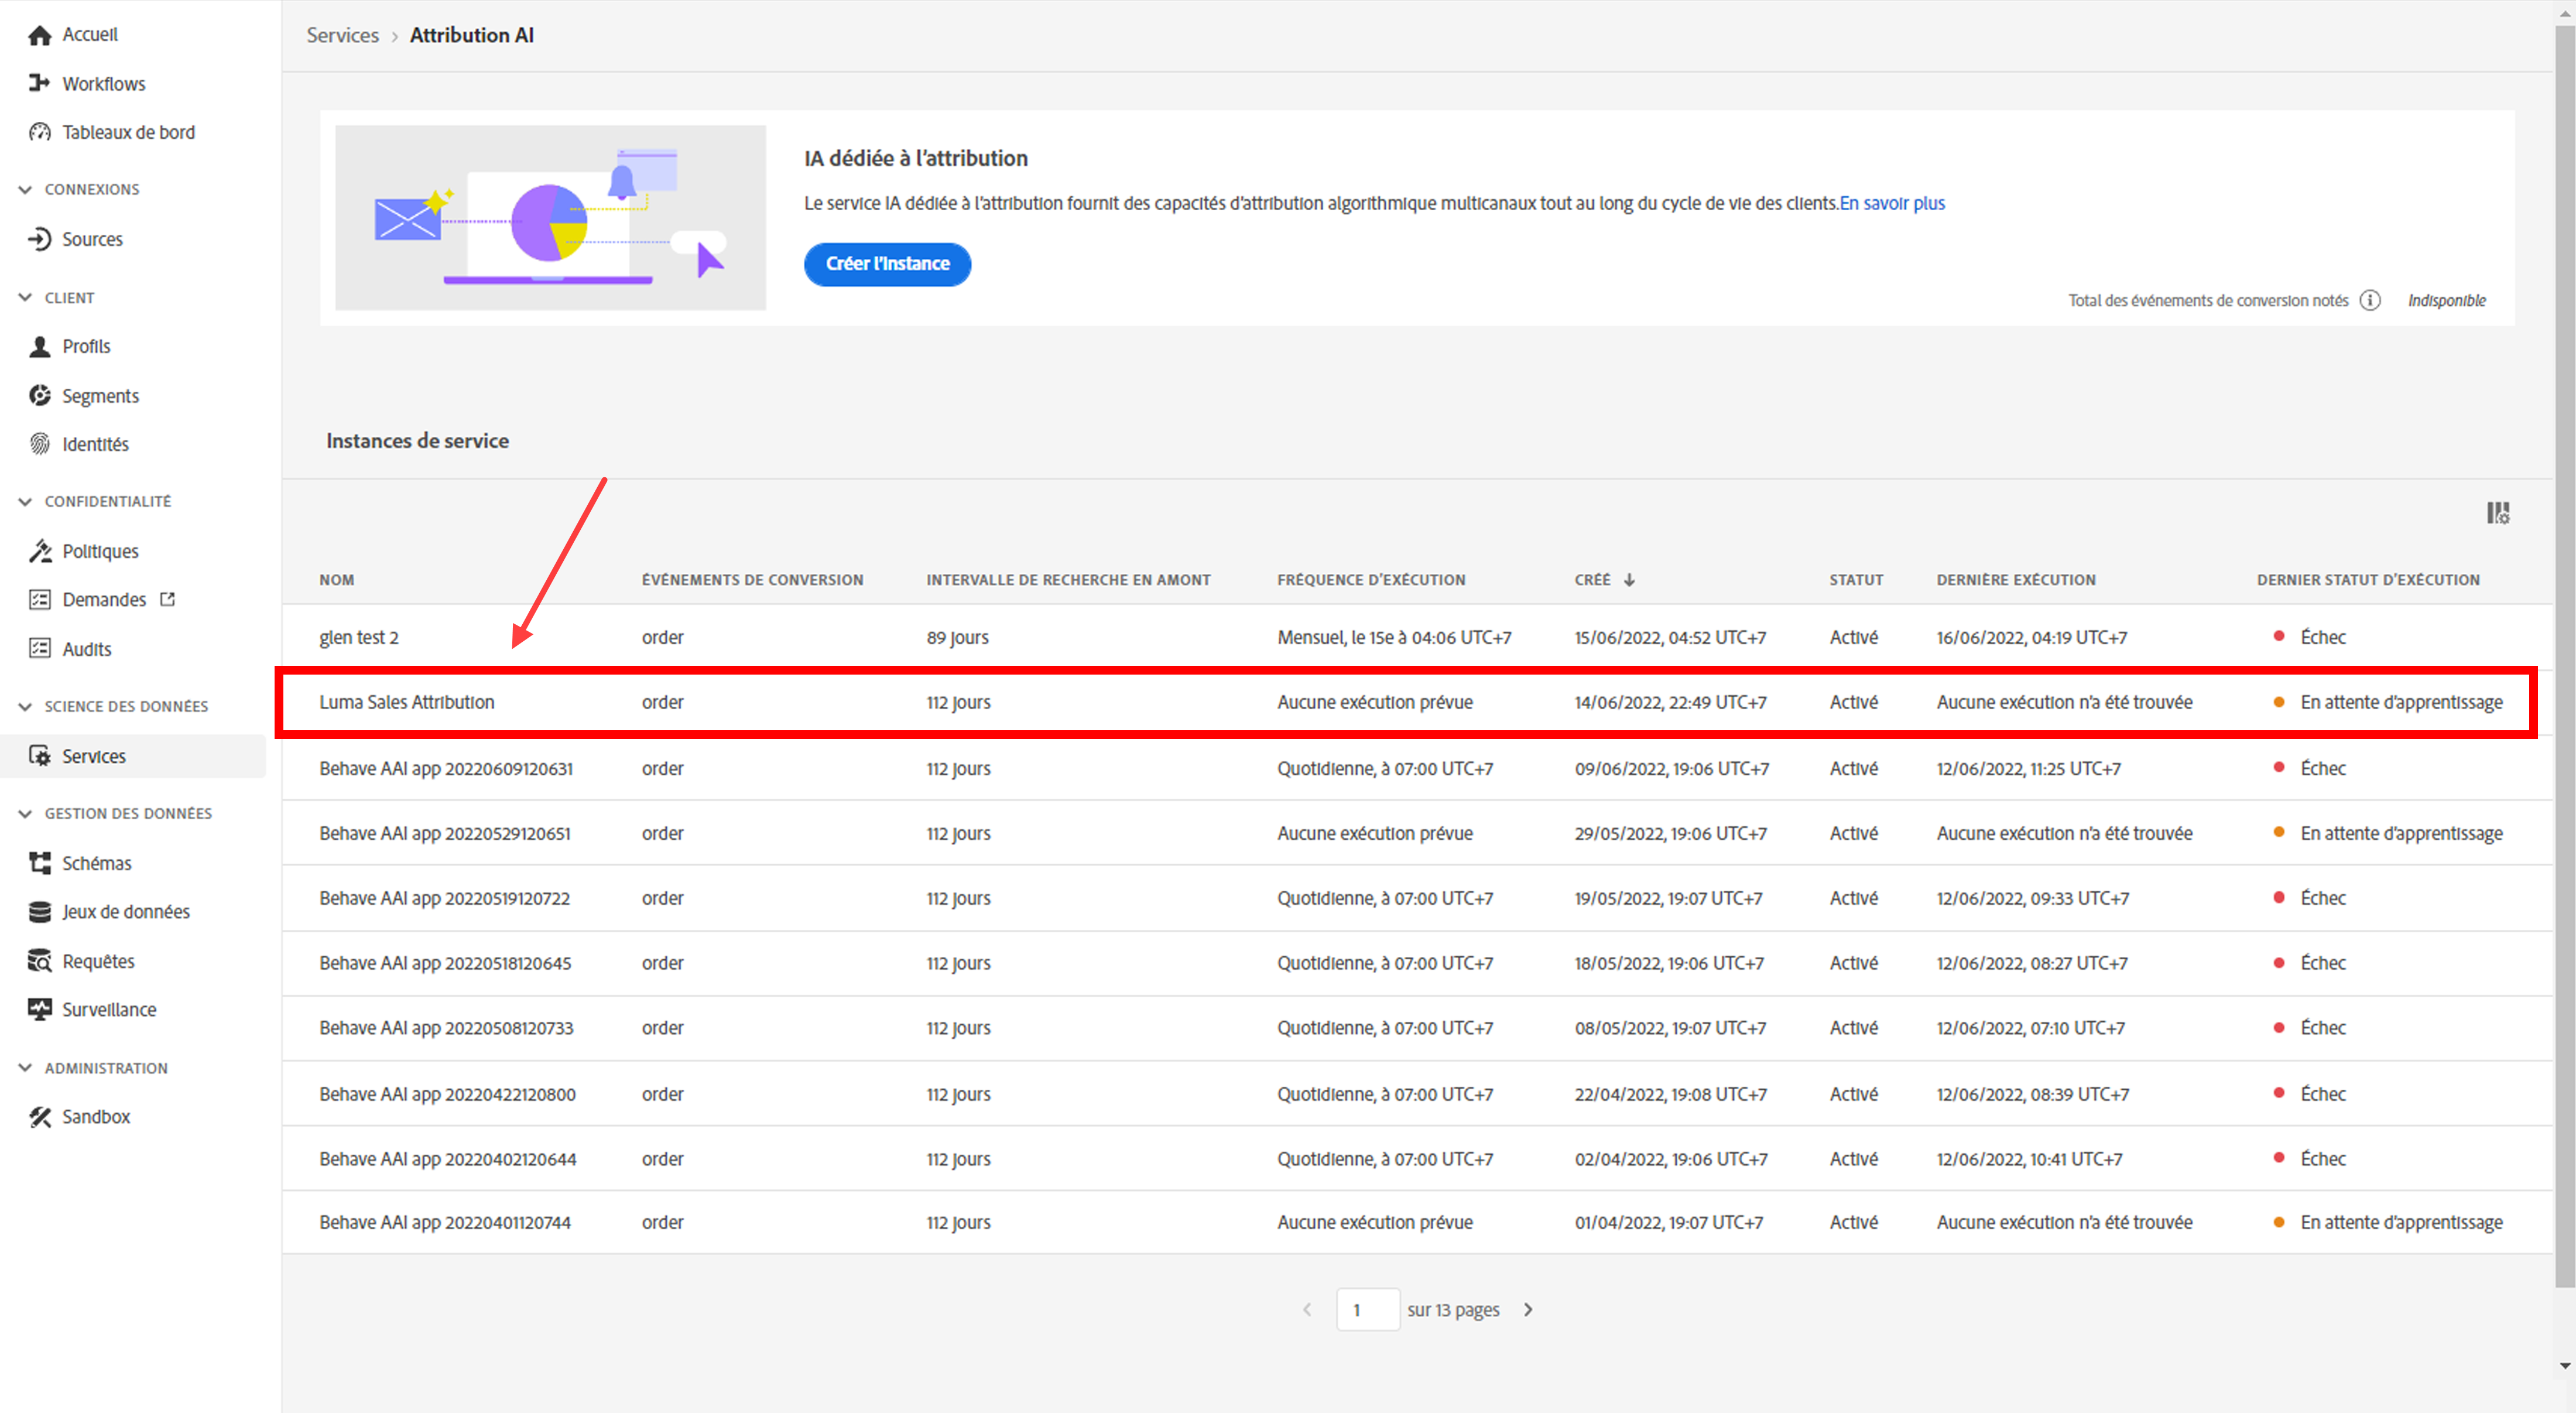 Accueil
Workflows
Tableaux de bord
CONNEXIONS
Sources
CLIENT
Profils
Segments
Identités
CONFIDENTIALITÉ
Politiques
Demandes
Audits
SCIENCE DES DONNÉES
Services
GESTION DES DONNÉES
Schémas
Jeux de données
Requêtes
Surveillance
ADMINISTRATION
Sandbox
Services > Attribution AI
IA dédiée à l'attribution
Le service IA dédiée à l'attribution fournit des capacités d'attribution algorithmique multicanaux tout au long du cycle de vie des clients.En savoir plus
Créer l'Instance
Total des événements de conversion notés Indisponible
Instances de service
NOM ÉVÉNEMENTS DE CONVERSION INTERVALLE DE RECHERCHE EN AMONT FRÉQUENCE D'EXÉCUTION CRÉÉ ↓ STATUT DERNIÈRE EXÉCUTION DERNIER STATUT D'EXÉCUTION
glen test 2 order 89 Jours Mensuel, le 15e à 04:06 UTC+7 15/06/2022, 04:52 UTC+7 Activé 16/06/2022, 04:19 UTC+7 Échec
Luma Sales Attribution order 112 Jours Aucune exécution prévue 14/06/2022, 22:49 UTC+7 Activé Aucune exécution n'a été trouvée En attente d'apprentissage
Behave AAI app 20220609120631 order 112 Jours Quotidienne, à 07:00 UTC+7 09/06/2022, 19:06 UTC+7 Activé 12/06/2022, 11:25 UTC+7 Échec
Behave AAI app 20220529120651 order 112 Jours Aucune exécution prévue 29/05/2022, 19:06 UTC+7 Activé Aucune exécution n'a été trouvée En attente d'apprentissage
Behave AAI app 20220519120722 order 112 Jours Quotidienne, à 07:00 UTC+7 19/05/2022, 19:07 UTC+7 Activé 12/06/2022, 09:33 UTC+7 Échec
Behave AAI app 20220518120645 order 112 Jours Quotidienne, à 07:00 UTC+7 18/05/2022, 19:06 UTC+7 Activé 12/06/2022, 08:27 UTC+7 Échec
Behave AAI app 20220508120733 order 112 Jours Quotidienne, à 07:00 UTC+7 08/05/2022, 19:07 UTC+7 Activé 12/06/2022, 07:10 UTC+7 Échec
Behave AAI app 20220422120800 order 112 Jours Quotidienne, à 07:00 UTC+7 22/04/2022, 19:08 UTC+7 Activé 12/06/2022, 08:39 UTC+7 Échec
Behave AAI app 20220402120644 order 112 Jours Quotidienne, à 07:00 UTC+7 02/04/2022, 19:06 UTC+7 Activé 12/06/2022, 10:41 UTC+7 Échec
Behave AAI app 20220401120744 order 112 Jours Aucune exécution prévue 01/04/2022, 19:07 UTC+7 Activé Aucune exécution n'a été trouvée En attente d'apprentissage
< 1 sur 13 pages >